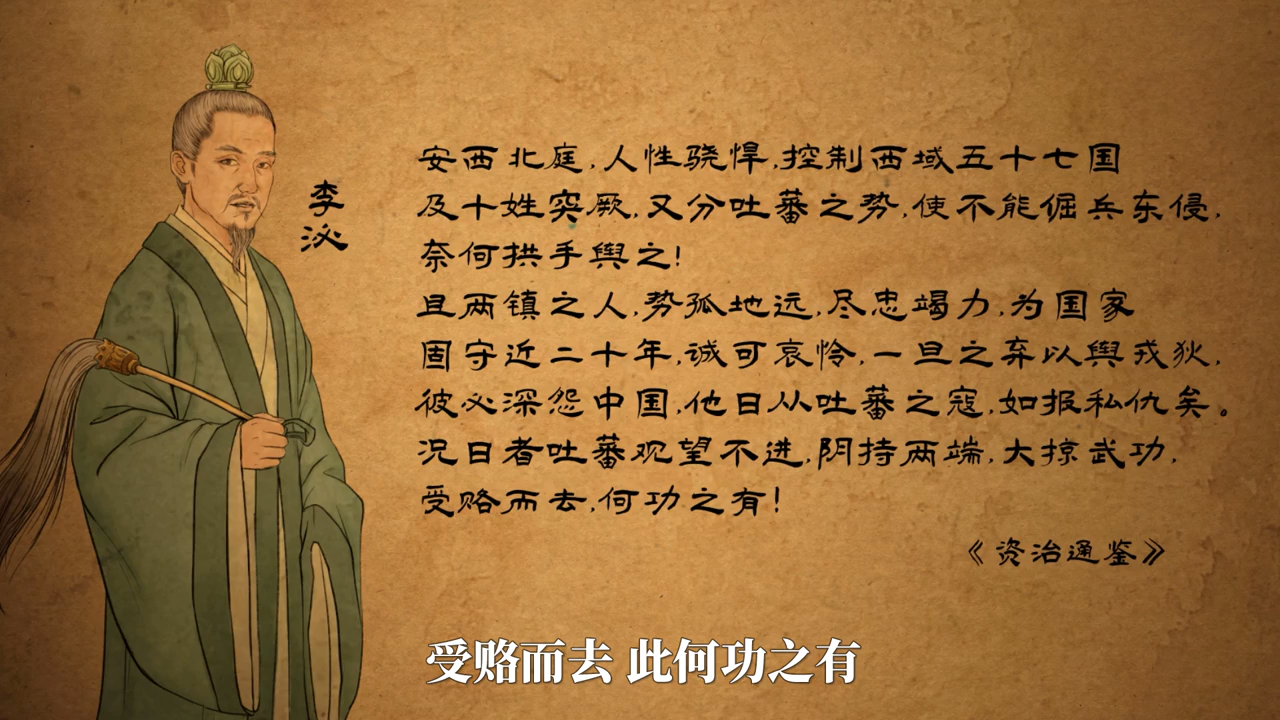 李泌
安西北庭,人性骁悍,控制西域五十七国
及十姓突厥,又分吐蕃之势,使不能倔兵东侵,
奈何拱手舆之!
且两镇之人,势孤地远,尽忠竭力,为国家
固守近二十年,诚可哀怜,一旦之弃以舆戎狄,
彼必深怨中国,他日从吐蕃之寇,如报私仇矣。
况日者吐蕃观望不进,阴持两端,大掠武功,
受赂而去,何功之有!
《资治通鉴》
受赂而去 此何功之有